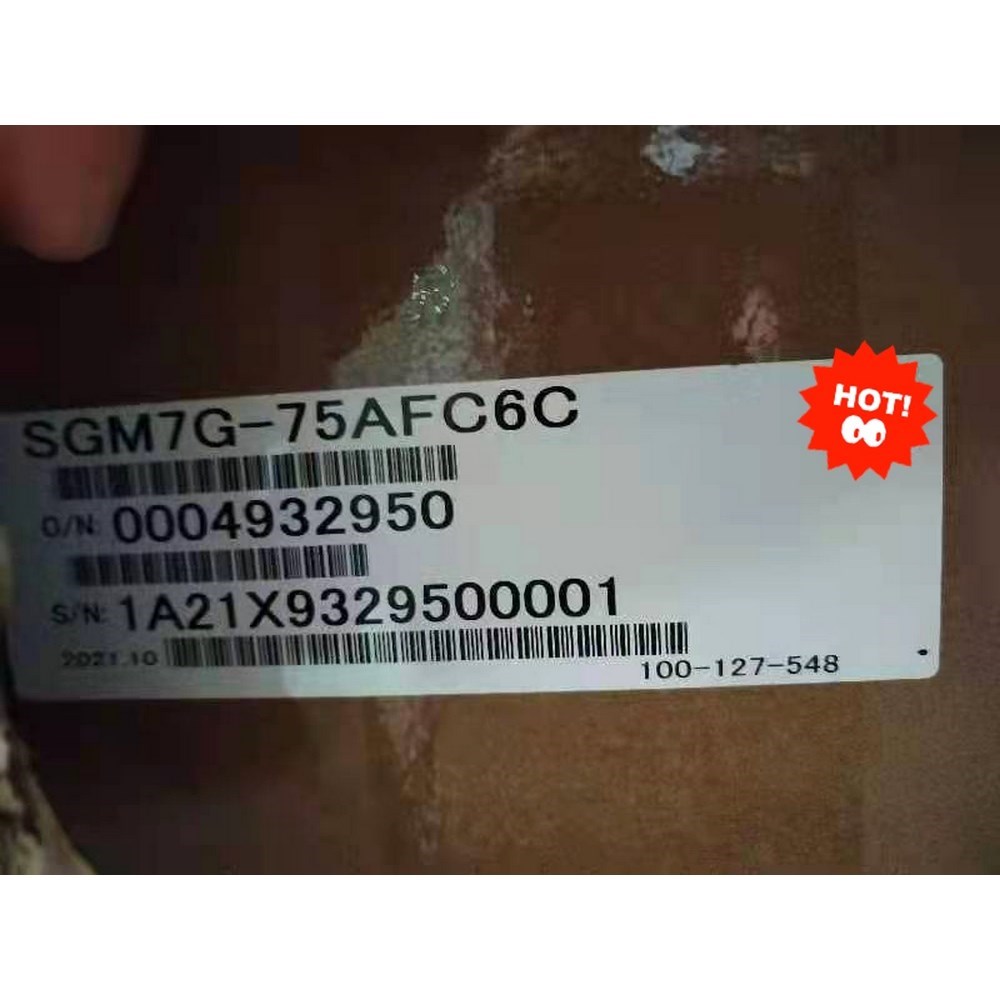 SGM7G-75AFC6C
O/N: 0004932950
S/N: 1A21X9329500001
2021.10
100-127-548
HOT!